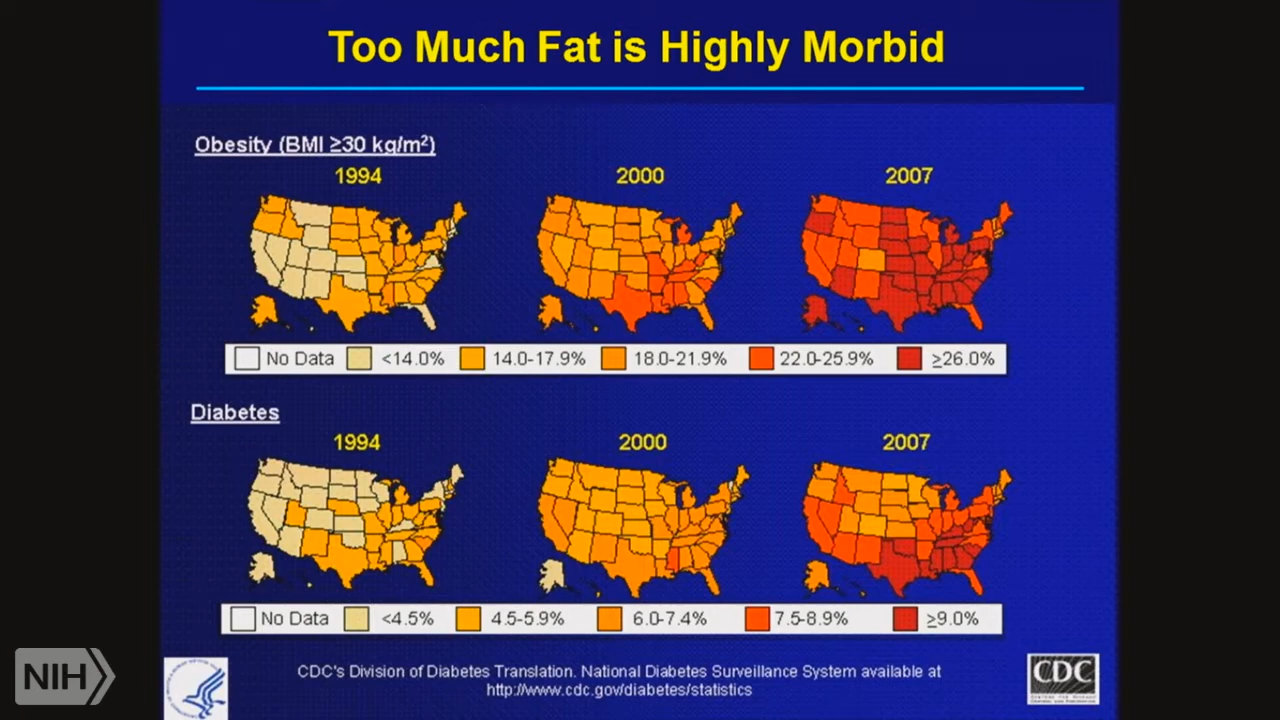 Too Much Fat is Highly Morbid
Obesity (BMI ≥30 kg/m²)
1994
2000
2007
No Data <14.0% 14.0-17.9% 18.0-21.9% 22.0-25.9% ≥26.0%
Diabetes
1994
2000
2007
No Data <4.5% 4.5-5.9% 6.0-7.4% 7.5-8.9% ≥9.0%
CDC's Division of Diabetes Translation. National Diabetes Surveillance System available at
http://www.cdc.gov/diabetes/statistics
NIH
CDC